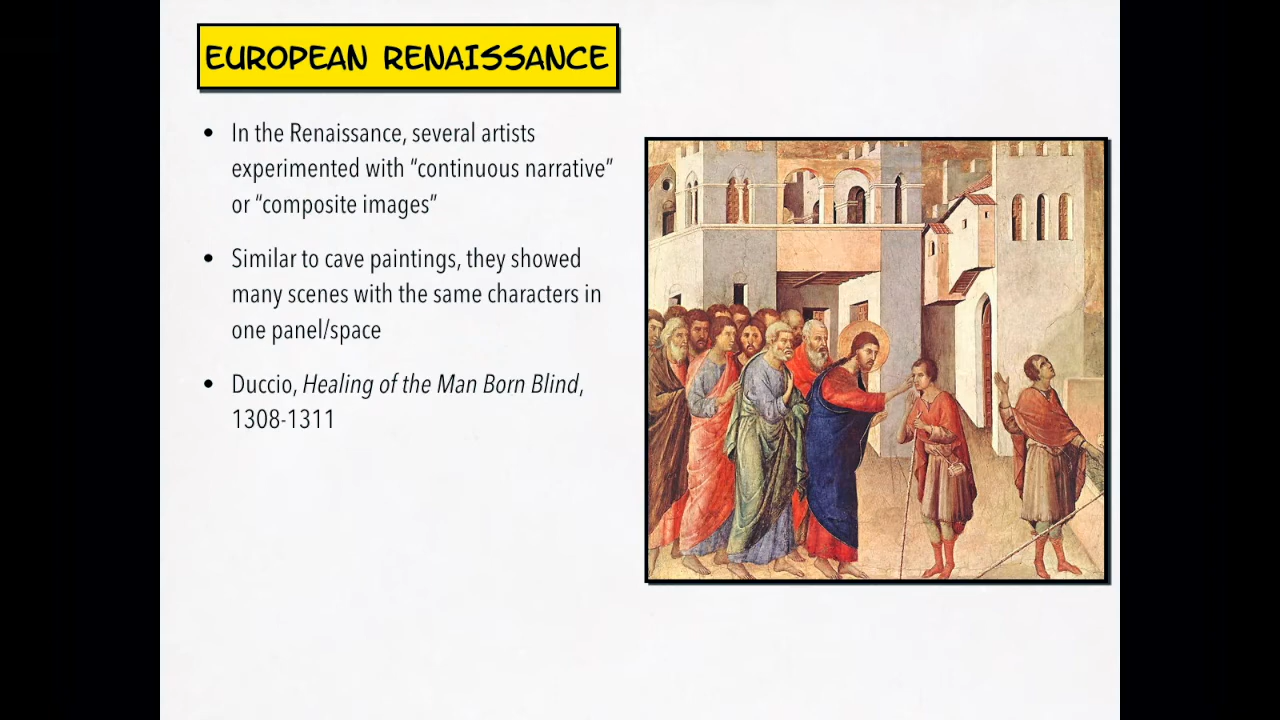 EUROPEAN RENAISSANCE
• In the Renaissance, several artists
experimented with “continuous narrative”
or “composite images”
• Similar to cave paintings, they showed
many scenes with the same characters in
one panel/space
• Duccio, Healing of the Man Born Blind,
1308-1311